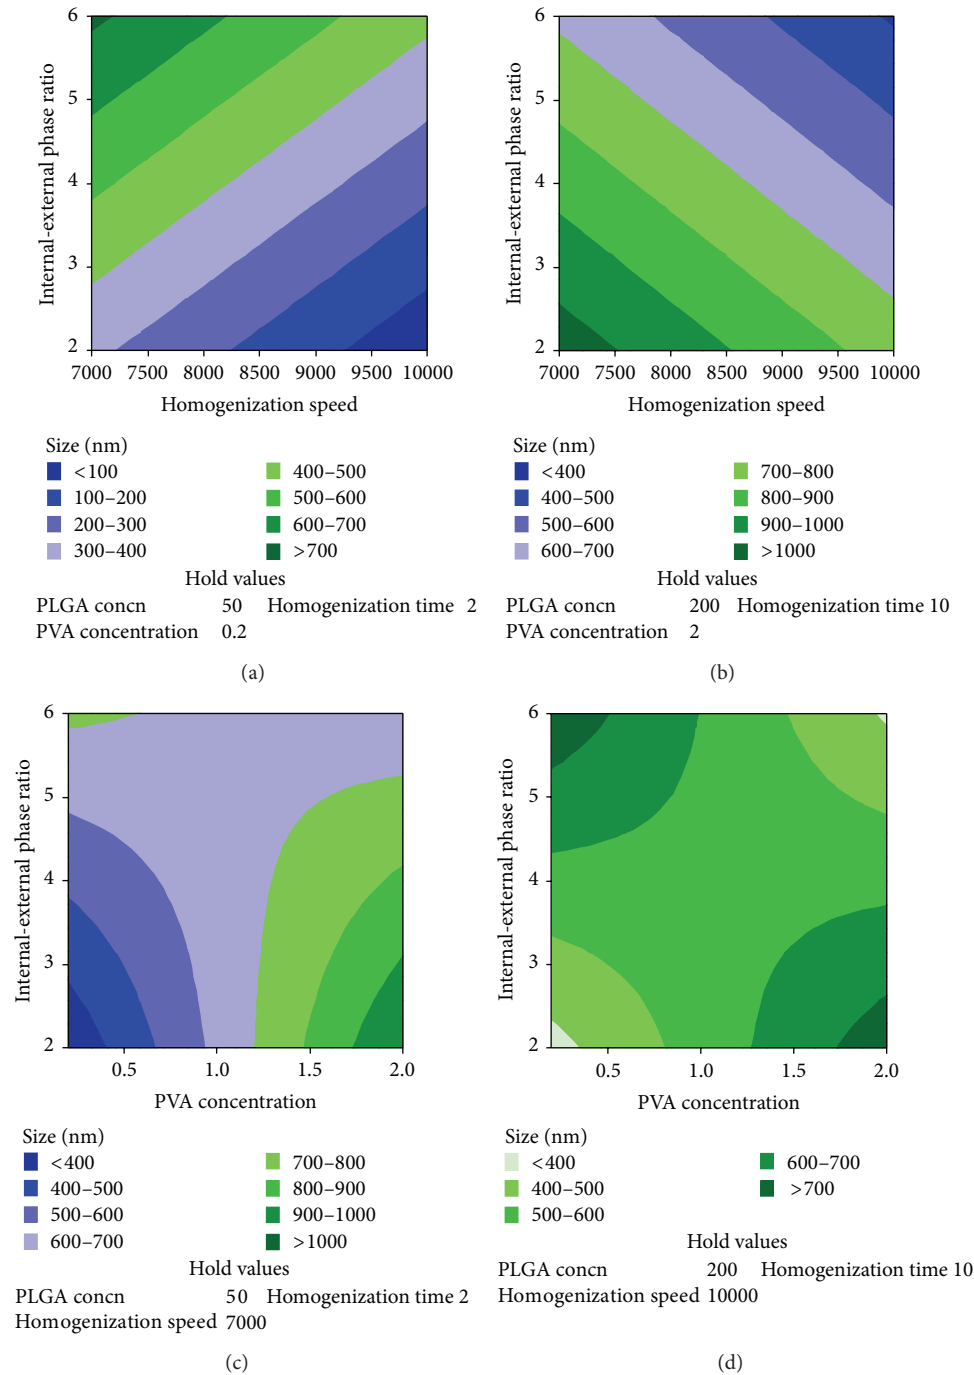 6
5
4
3
2
Internal-external phase ratio
7000 7500 8000 8500 9000 9500 10000
Homogenization speed
Size (nm)
<100 400–500
100–200 500–600
200–300 600–700
300–400 >700
Hold values
PLGA concn 50 Homogenization time 2
PVA concentration 0.2
(a)
6
5
4
3
2
Internal-external phase ratio
7000 7500 8000 8500 9000 9500 10000
Homogenization speed
Size (nm)
<400 700–800
400–500 800–900
500–600 900–1000
600–700 >1000
Hold values
PLGA concn 200 Homogenization time 10
PVA concentration 2
(b)
6
5
4
3
2
Internal-external phase ratio
0.5 1.0 1.5 2.0
PVA concentration
Size (nm)
<400 700–800
400–500 800–900
500–600 900–1000
600–700 >1000
Hold values
PLGA concn 50 Homogenization time 2
Homogenization speed 7000
(c)
6
5
4
3
2
Internal-external phase ratio
0.5 1.0 1.5 2.0
PVA concentration
Size (nm)
<400 600–700
400–500 >700
500–600
Hold values
PLGA concn 200 Homogenization time 10
Homogenization speed 10000
(d)